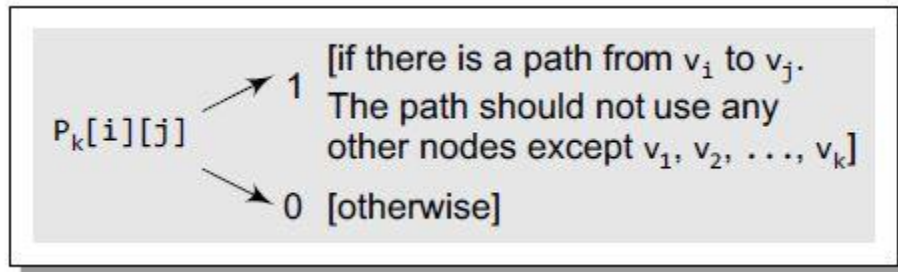 [if there is a path from vᵢ to vⱼ.
1
The path should not use any
Pₖ[i][j]
other nodes except v₁, v₂, ..., vₖ]
0 [otherwise]